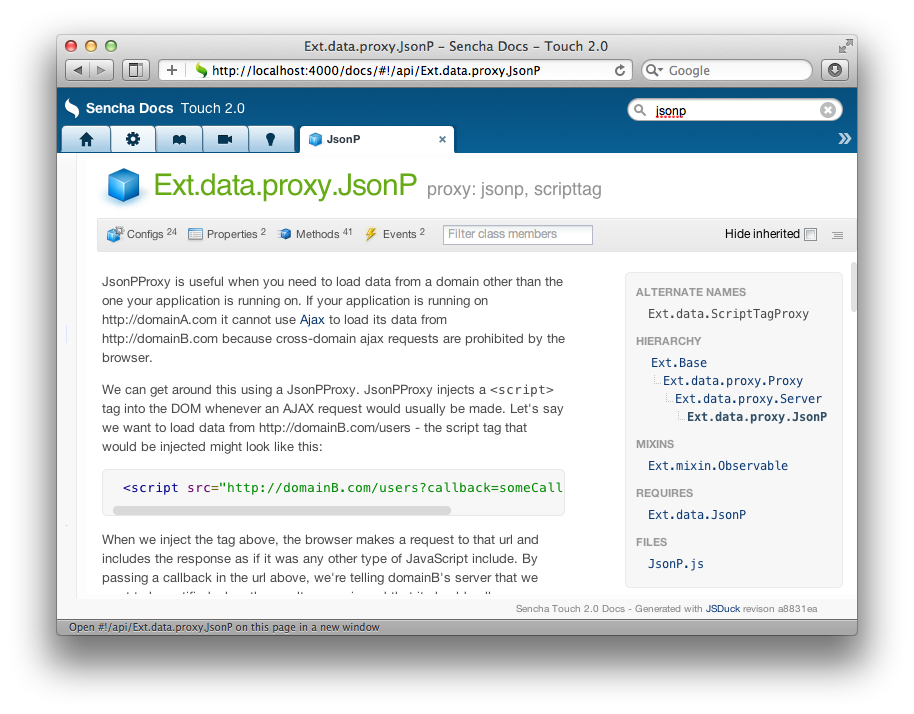 Ext.data.proxy.JsonP – Sencha Docs – Touch 2.0
http://localhost:4000/docs/#!/api/Ext.data.proxy.JsonP
Google
Sencha Docs Touch 2.0
jsonp
JsonP
Ext.data.proxy.JsonP proxy: jsonp, scripttag
Configs 24 Properties 2 Methods 41 Events 2 Filter class members Hide inherited
JsonPProxy is useful when you need to load data from a domain other than the
one your application is running on. If your application is running on
http://domainA.com it cannot use Ajax to load its data from
http://domainB.com because cross-domain ajax requests are prohibited by the
browser.
We can get around this using a JsonPProxy. JsonPProxy injects a <script>
tag into the DOM whenever an AJAX request would usually be made. Let's say
we want to load data from http://domainB.com/users - the script tag that
would be injected might look like this:
<script src="http://domainB.com/users?callback=someCall
When we inject the tag above, the browser makes a request to that url and
includes the response as if it was any other type of JavaScript include. By
passing a callback in the url above, we're telling domainB's server that we
ALTERNATE NAMES
Ext.data.ScriptTagProxy
HIERARCHY
Ext.Base
Ext.data.proxy.Proxy
Ext.data.proxy.Server
Ext.data.proxy.JsonP
MIXINS
Ext.mixin.Observable
REQUIRES
Ext.data.JsonP
FILES
JsonP.js
Sencha Touch 2.0 Docs - Generated with JSDuck revison a8831ea
Open #!/api/Ext.data.proxy.JsonP on this page in a new window